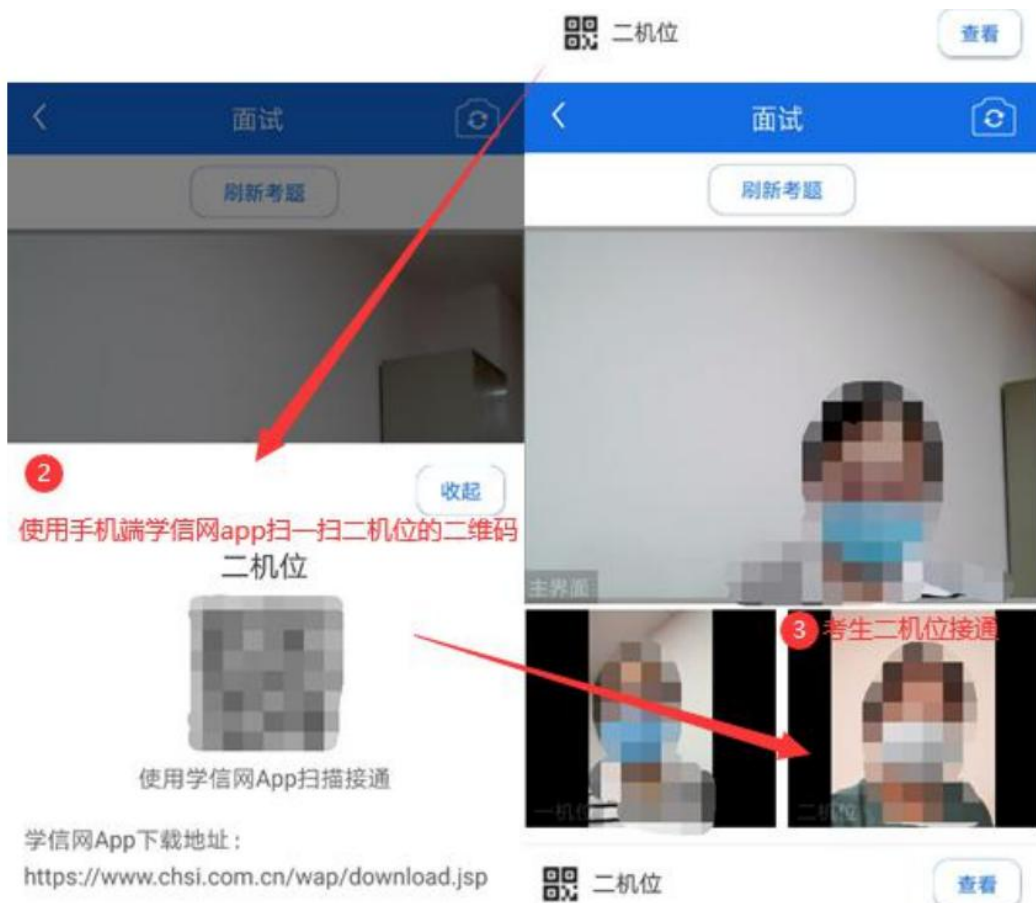 二机位
查看
面试
刷新考题
2
收起
使用手机端学信网app扫一扫二机位的二维码
二机位
使用学信网App扫描接通
学信网App下载地址：
https://www.chsi.com.cn/wap/download.jsp
面试
刷新考题
主界面
3 考生二机位接通
一机位
二机位
二机位
查看